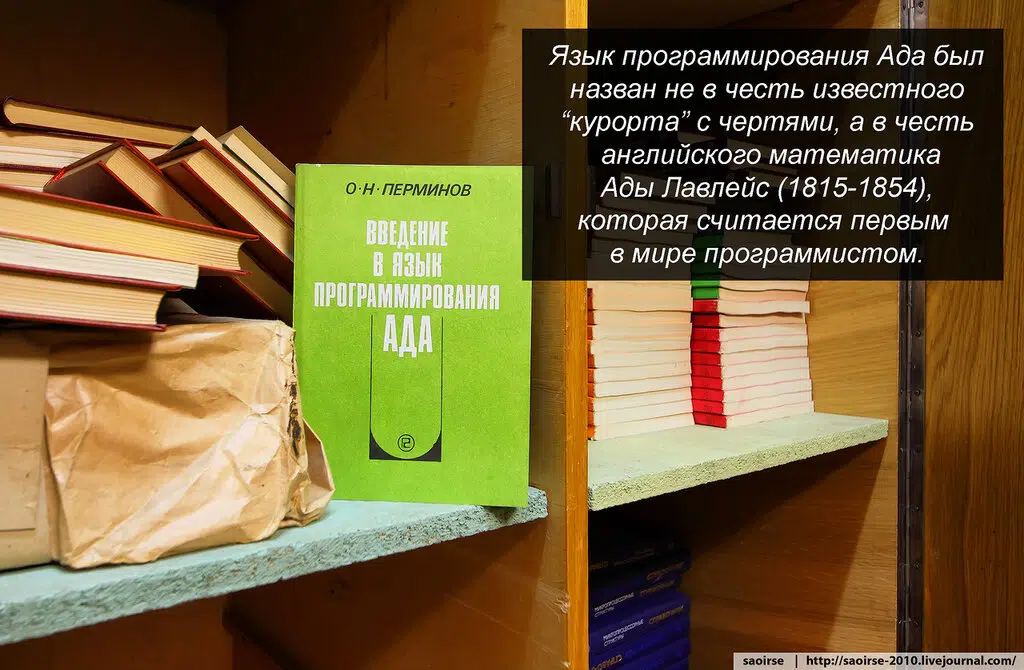 Язык программирования Ада был
назван не в честь известного
“курорта” с чертями, а в честь
английского математика
Ады Лавлейс (1815-1854),
которая считается первым
в мире программистом.
О·Н·ПЕРМИНОВ
ВВЕДЕНИЕ
В ЯЗЫК
ПРОГРАММИРОВАНИЯ
АДА
saoirse | http://saoirse-2010.livejournal.com/